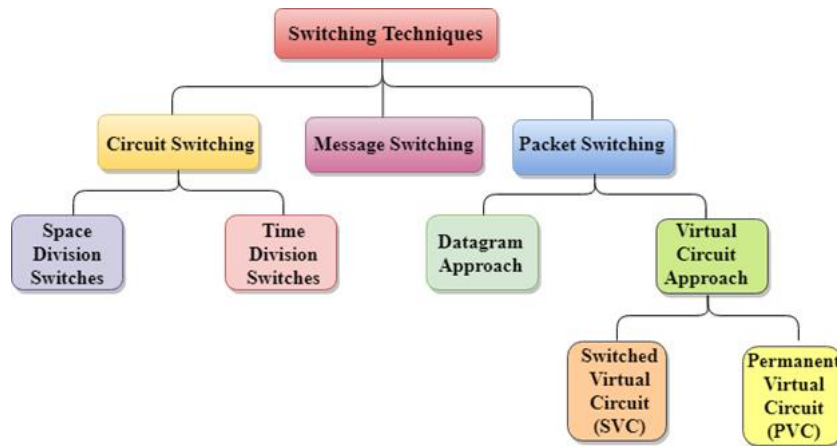 Switching Techniques
Circuit Switching
Message Switching
Packet Switching
Space
Division
Switches
Time
Division
Switches
Datagram
Approach
Virtual
Circuit
Approach
Switched
Virtual
Circuit
(SVC)
Permanent
Virtual
Circuit
(PVC)